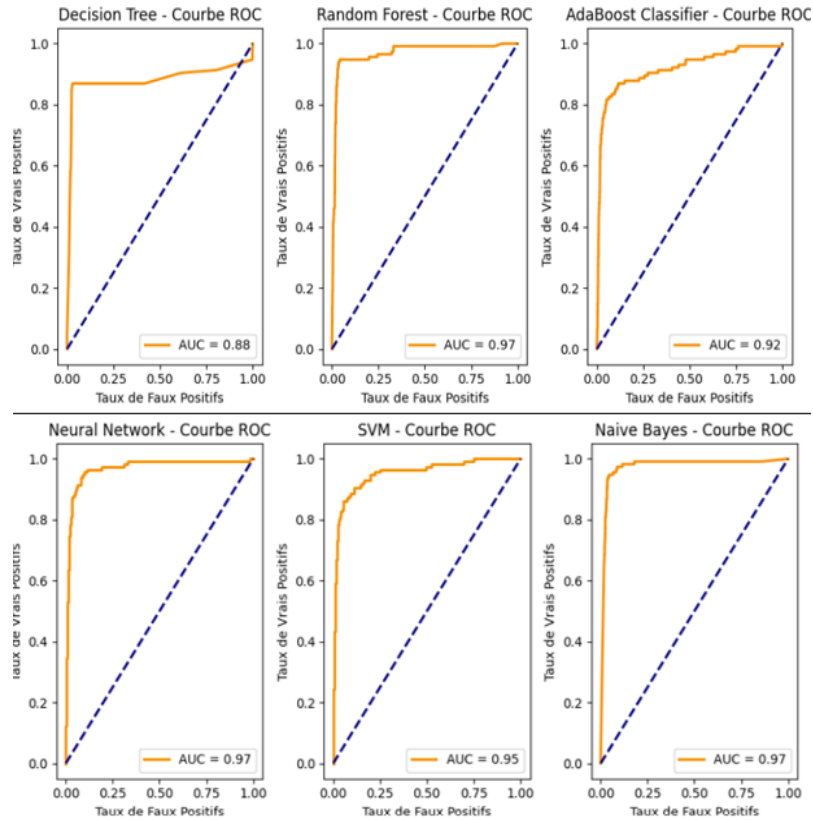 Decision Tree - Courbe ROC
Taux de Vrais Positifs
1.0
0.8
0.6
0.4
0.2
0.0
AUC = 0.88
0.00 0.25 0.50 0.75 1.00
Taux de Faux Positifs
Random Forest - Courbe ROC
Taux de Vrais Positifs
1.0
0.8
0.6
0.4
0.2
0.0
AUC = 0.97
0.00 0.25 0.50 0.75 1.00
Taux de Faux Positifs
AdaBoost Classifier - Courbe ROC
Taux de Vrais Positifs
1.0
0.8
0.6
0.4
0.2
0.0
AUC = 0.92
0.00 0.25 0.50 0.75 1.00
Taux de Faux Positifs
Neural Network - Courbe ROC
Taux de Vrais Positifs
1.0
0.8
0.6
0.4
0.2
0.0
AUC = 0.97
0.00 0.25 0.50 0.75 1.00
Taux de Faux Positifs
SVM - Courbe ROC
Taux de Vrais Positifs
1.0
0.8
0.6
0.4
0.2
0.0
AUC = 0.95
0.00 0.25 0.50 0.75 1.00
Taux de Faux Positifs
Naive Bayes - Courbe ROC
Taux de Vrais Positifs
1.0
0.8
0.6
0.4
0.2
0.0
AUC = 0.97
0.00 0.25 0.50 0.75 1.00
Taux de Faux Positifs